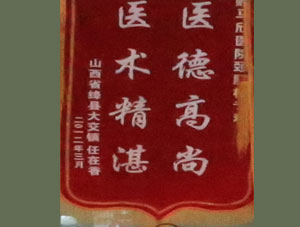 医德高尚
医术精湛
山西省绛县大交镇 任在香
二〇一二年三月